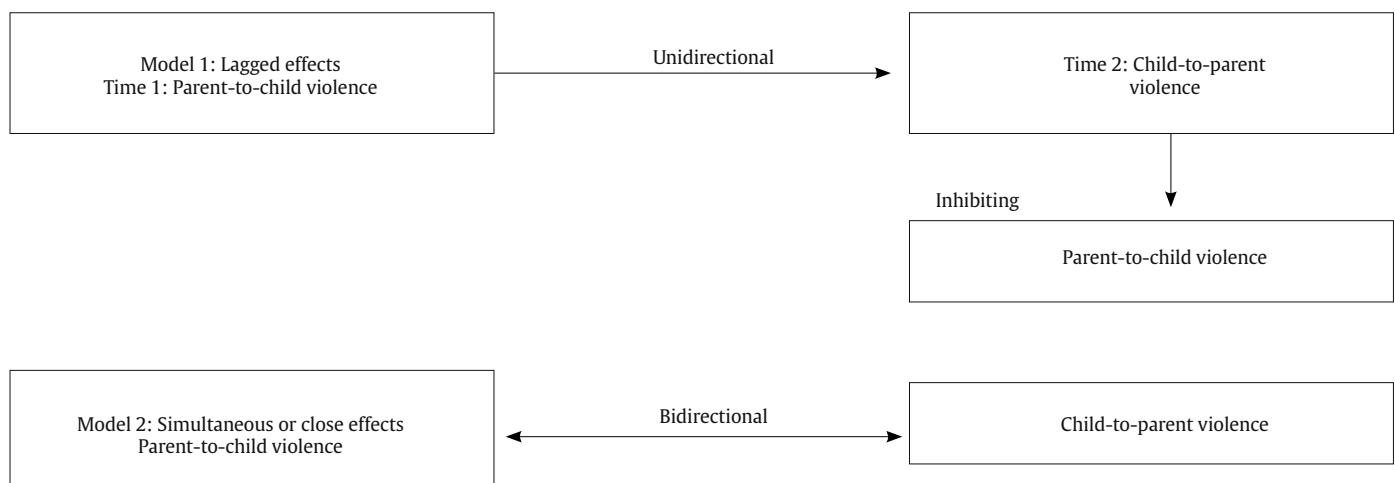 Model 1: Lagged effects
Time 1: Parent-to-child violence
Unidirectional
Time 2: Child-to-parent
violence
Inhibiting
Parent-to-child violence
Model 2: Simultaneous or close effects
Parent-to-child violence
Bidirectional
Child-to-parent violence